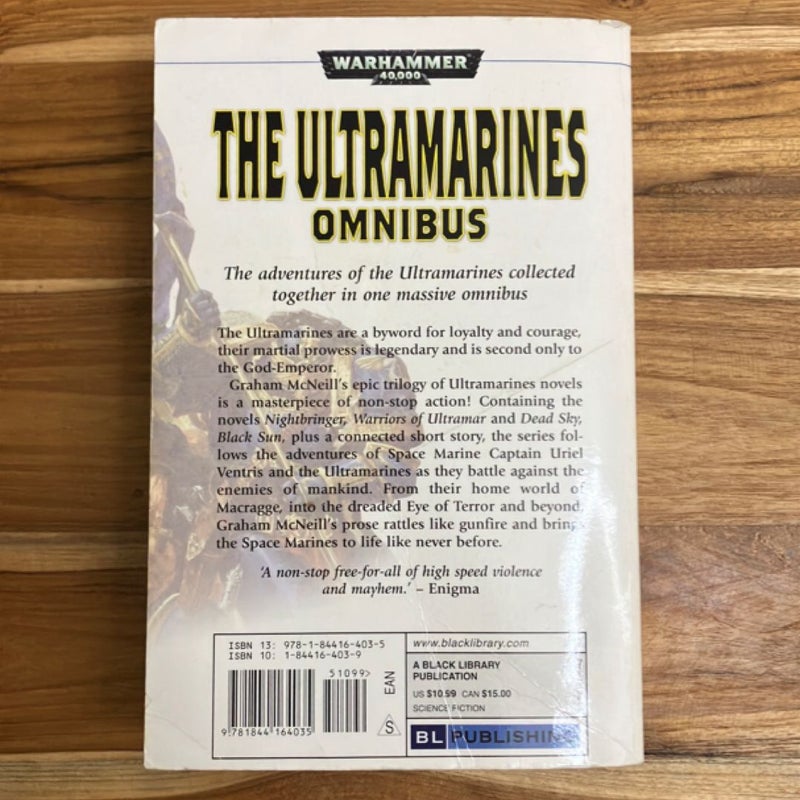 WARHAMMER
40,000
THE ULTRAMARINES
OMNIBUS
The adventures of the Ultramarines collected
together in one massive omnibus
The Ultramarines are a byword for loyalty and courage,
their martial prowess is legendary and is second only to
the God-Emperor.
Graham McNeill's epic trilogy of Ultramarines novels
is a masterpiece of non-stop action! Containing the
novels Nightbringer, Warriors of Ultramar and Dead Sky,
Black Sun, plus a connected short story, the series fol-
lows the adventures of Space Marine Captain Uriel
Ventris and the Ultramarines as they battle against the
enemies of mankind. From their home world of
Macragge, into the dreaded Eye of Terror and beyond,
Graham McNeill's prose rattles like gunfire and brings
the Space Marines to life like never before.
'A non-stop free-for-all of high speed violence
and mayhem.' – Enigma
ISBN 13: 978-1-84416-403-5
ISBN 10: 1-84416-403-9
51099>
EAN
S
9 781844 164035
www.blacklibrary.com
A BLACK LIBRARY
PUBLICATION
US $10.99 CAN $15.00
SCIENCE FICTION
BL PUBLISHING